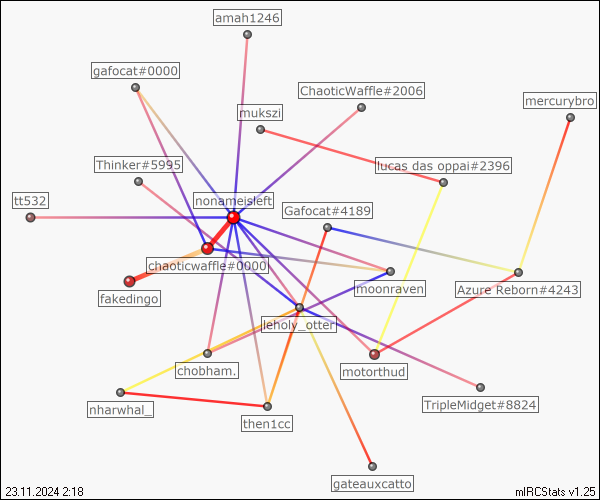 amah1246
gafocat#0000
ChaoticWaffle#2006
mercurybro
mukszi
Thinker#5995
lucas das oppai#2396
tt532
nonameisleft
Gafocat#4189
chaoticwaffle#0000
fakedingo
moonraven
Azure Reborn#4243
leholy_otter
chobham.
motorthud
nharwhal_
then1cc
TripleMidget#8824
gateauxcatto
23.11.2024 2:18
mIRCStats v1.25